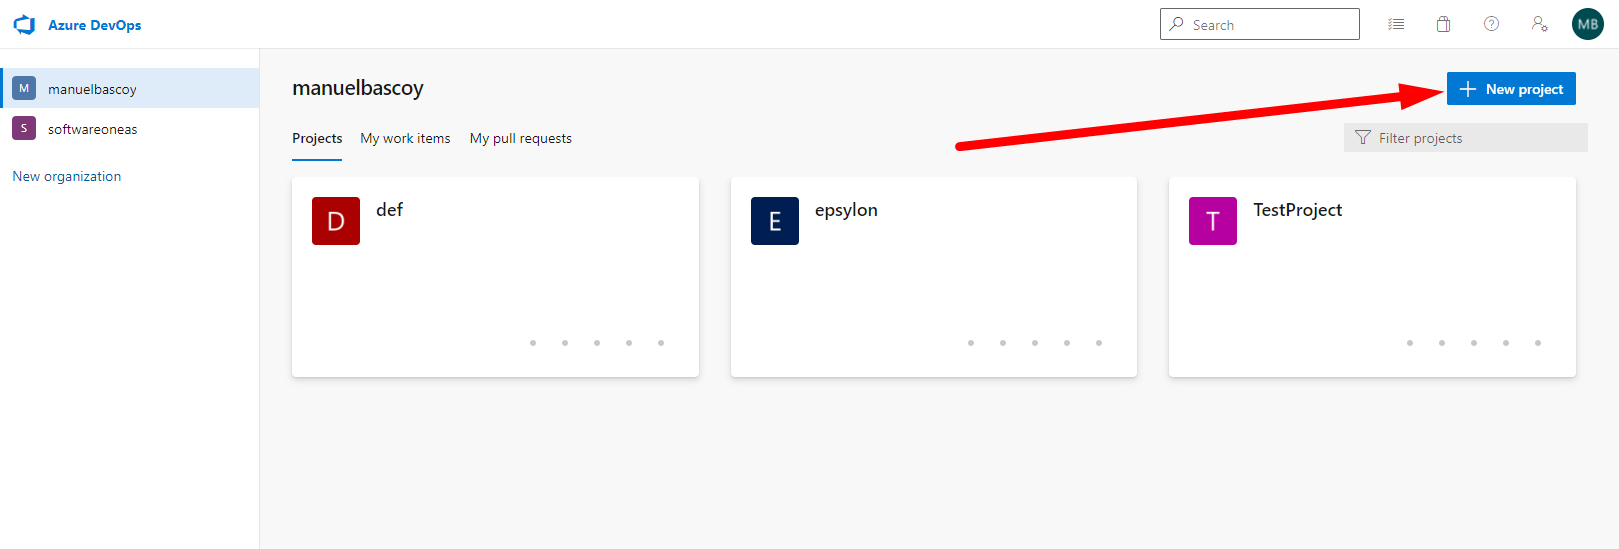 Azure DevOps
Search
MB
M manuelbascoy
S softwareoneas
New organization
manuelbascoy
New project
Projects My work items My pull requests
Filter projects
D def
E epsylon
T TestProject